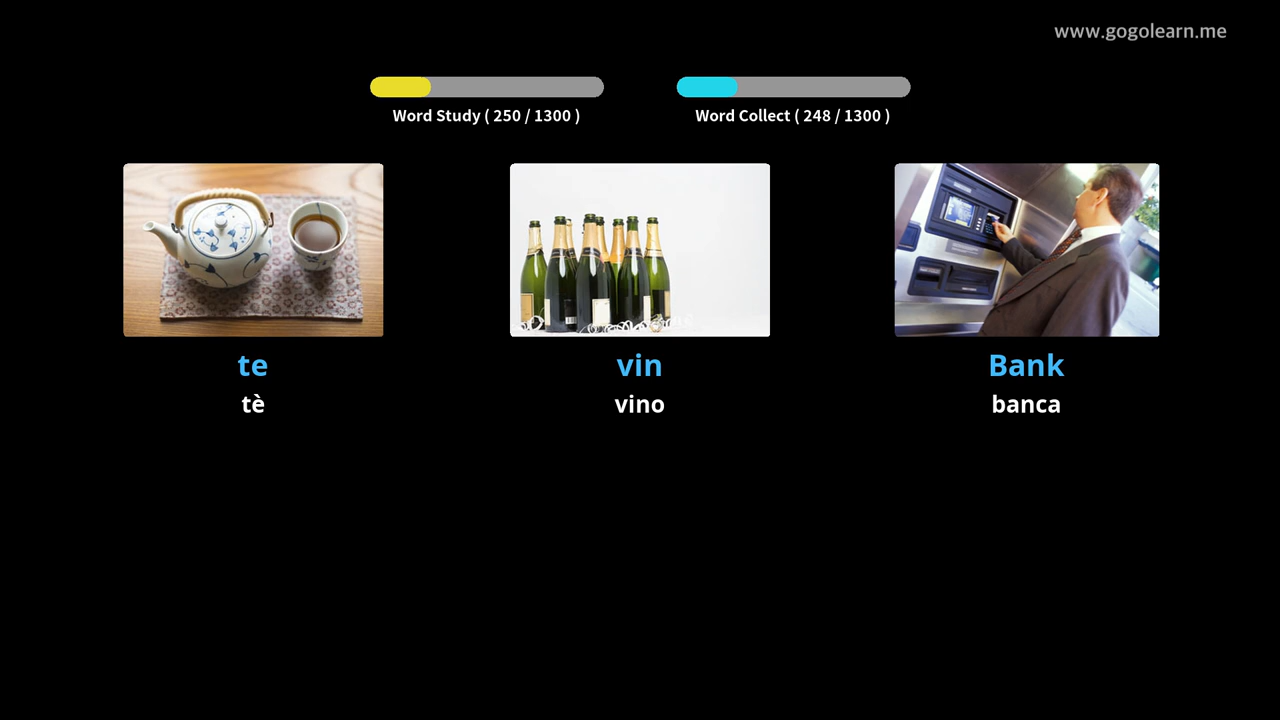 www.gogolearn.me
Word Study ( 250 / 1300 )
Word Collect ( 248 / 1300 )
te
vin
Bank
tè
vino
banca